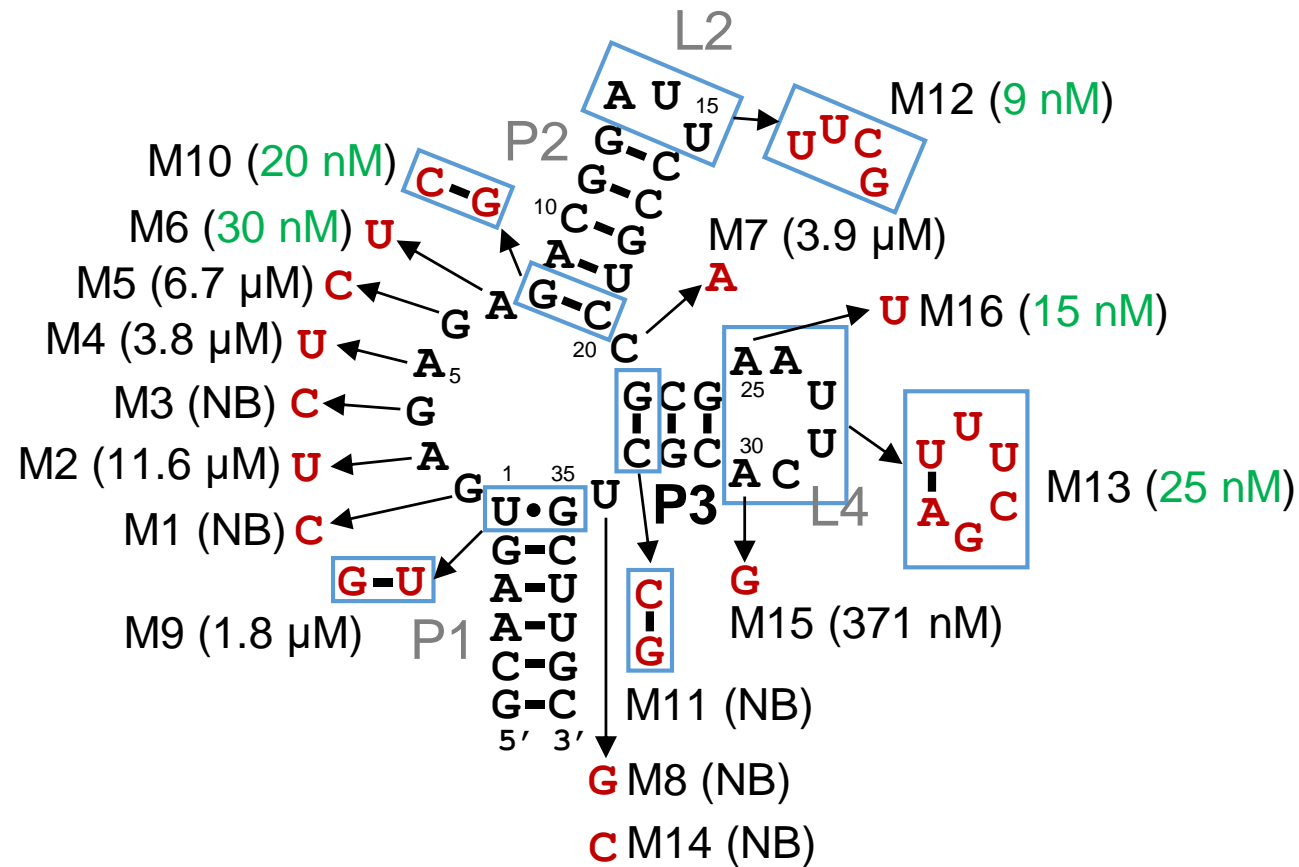 L2
A U 15 U
U U C G
M12 (9 nM)
P2
G C
G C
10 C G
A U
G C
M10 (20 nM)
C G
M6 (30 nM) U
A
M5 (6.7 µM) C
G
M4 (3.8 µM) U
A 5
M3 (NB) C
G
M2 (11.6 µM) U
A
M1 (NB) C
G
M7 (3.9 µM)
A
20 C
G C G
C G C
P3
A A U U C A
25
30
L4
U M16 (15 nM)
U U U C G A
M13 (25 nM)
G
M15 (371 nM)
1 35
U • G
U
G C
A U
A U
C G
G C
5′ 3′
P1
G U
M9 (1.8 µM)
C
G
M11 (NB)
G M8 (NB)
C M14 (NB)